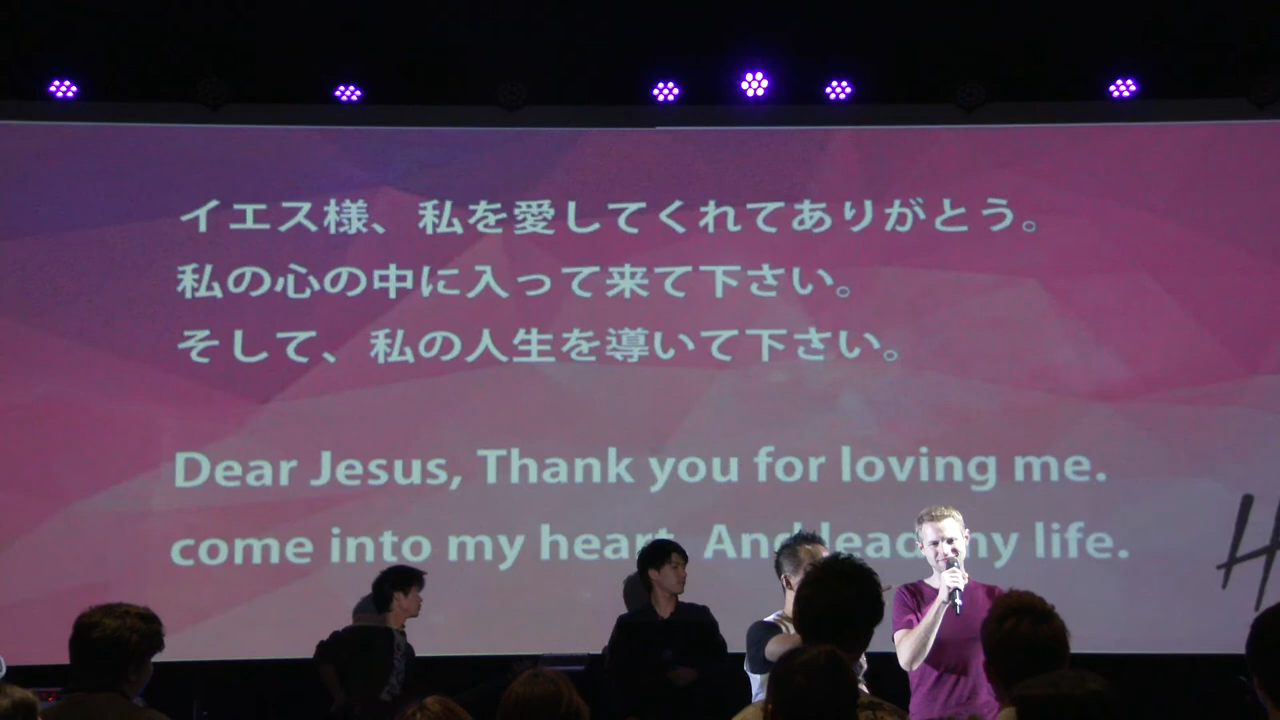 イエス様、私を愛してくれてありがとう。
私の心の中に入って来て下さい。
そして、私の人生を導いて下さい。
Dear Jesus, Thank you for loving me.
come into my heart. And lead my life.
H